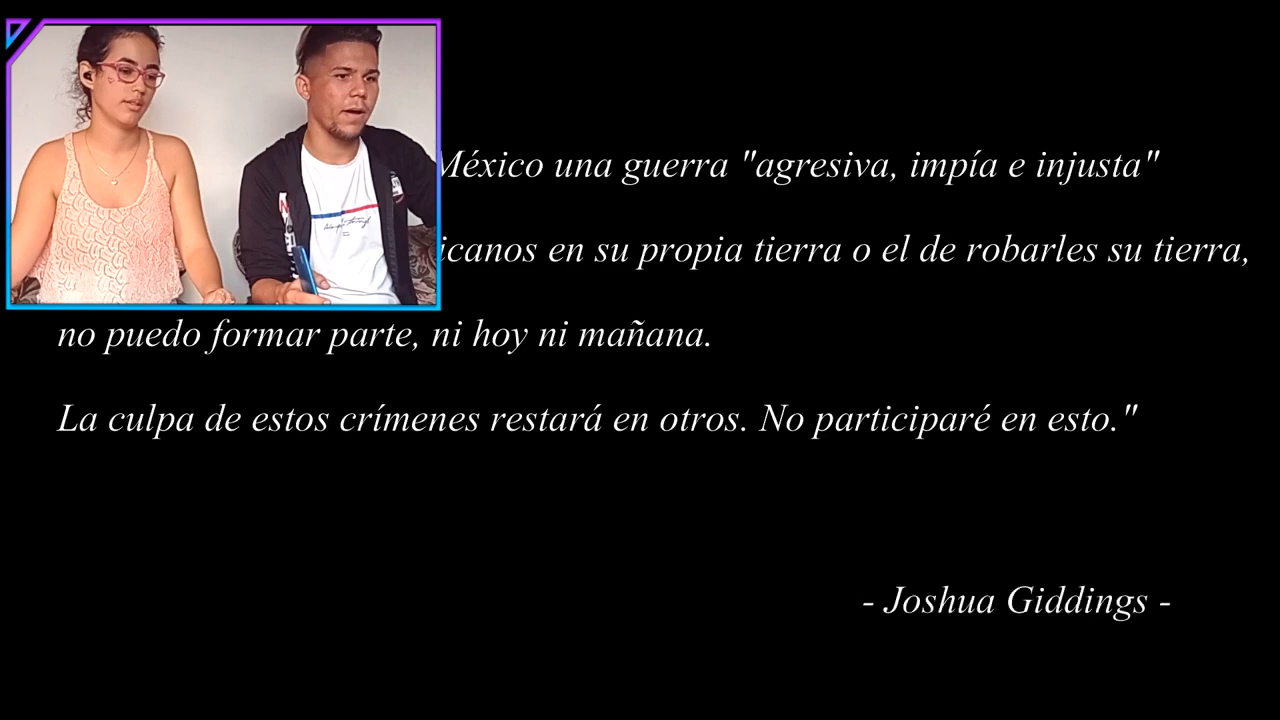 México una guerra "agresiva, impía e injusta"
icanos en su propia tierra o el de robarles su tierra,
no puedo formar parte, ni hoy ni mañana.
La culpa de estos crímenes restará en otros. No participaré en esto."
- Joshua Giddings -